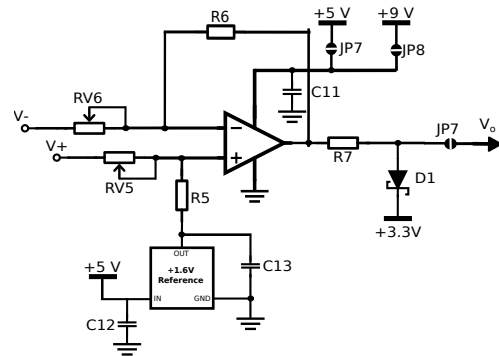 +5 V
+9 V
R6
JP7
JP8
C11
RV6
V-
V+
RV5
−
+
R7
JP7
Vo
R5
D1
+3.3V
OUT
+1.6V
Reference
IN
GND
C13
+5 V
C12